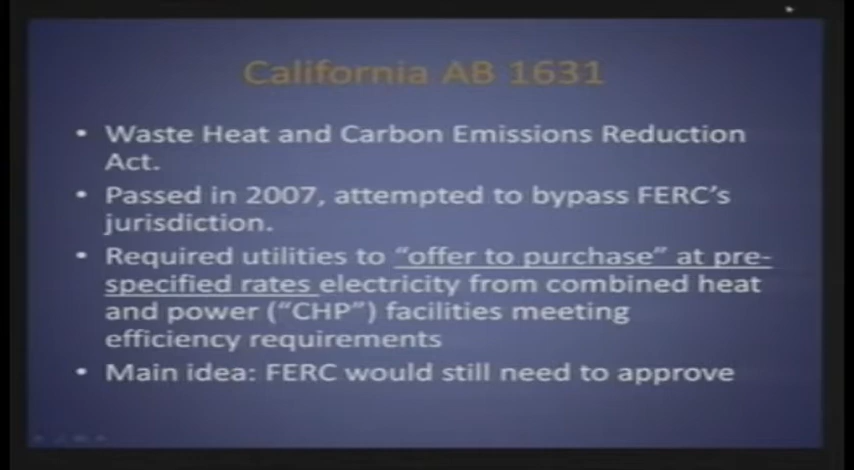 California AB 1631
• Waste Heat and Carbon Emissions Reduction
Act.
• Passed in 2007, attempted to bypass FERC's
jurisdiction.
• Required utilities to "offer to purchase" at pre-
specified rates electricity from combined heat
and power ("CHP") facilities meeting
efficiency requirements
• Main idea: FERC would still need to approve